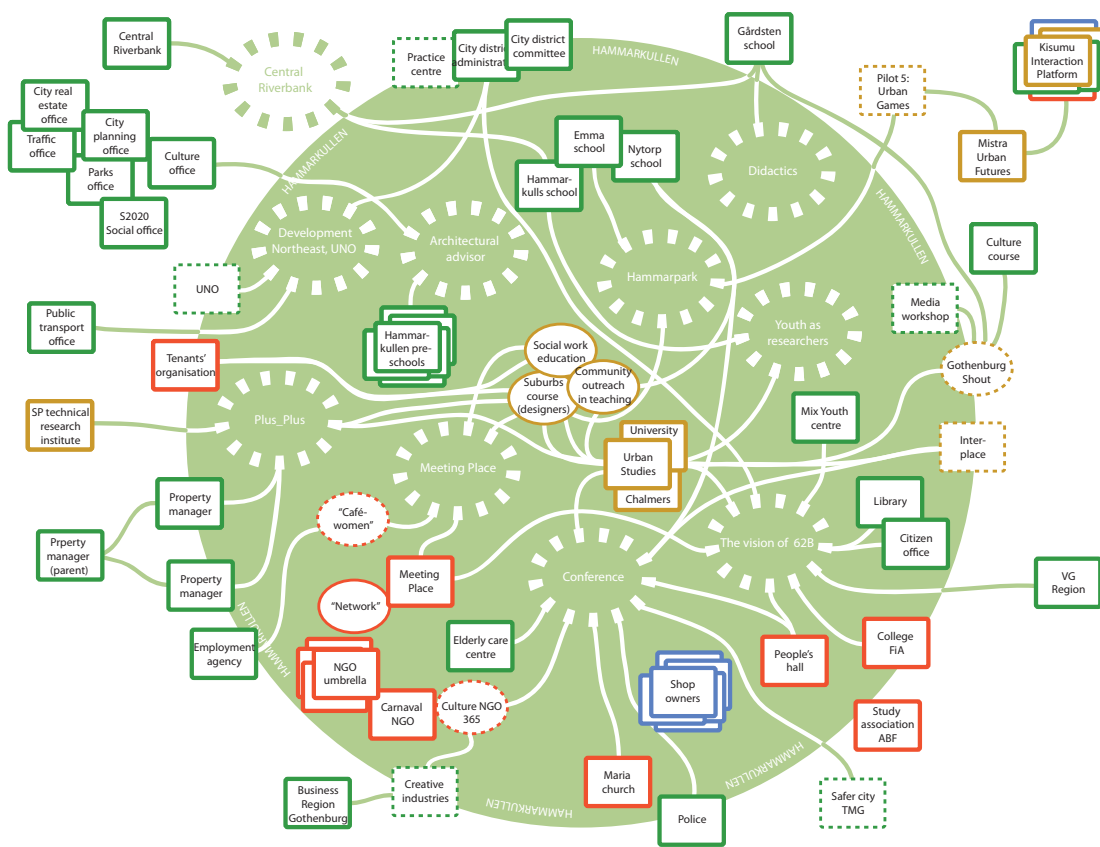 Central
Riverbank
Central
Riverbank
Practice
centre
City distri
administrat
City district
committee
HAMMARKULLEN
Gårdsten
school
Kisumu
Interaction
Platform
Pilot 5:
Urban
Games
Mistra
Urban
Futures
City real
estate
office
Traffic
office
City
planning
office
Parks
office
Culture
office
S2020
Social office
HAMMARKULLEN
Emma
school
Nytorp
school
Hammar-
kulls school
Didactics
HAMMARKULLEN
Development
Northeast, UNO
Architectural
advisor
Hammarpark
Culture
course
UNO
Media
workshop
Public
transport
office
Youth as
researchers
Hammar-
kullen pre-
schools
Tenants'
organisation
Social work
education
Community
outreach
in teaching
Suburbs
course
(designers)
Gothenburg
Shout
SP technical
research
institute
Plus_Plus
Mix Youth
centre
University
Urban
Studies
Chalmers
Inter-
place
Meeting Place
Property
manager
"Café-
women"
Library
Citizen
office
Prperty
manager
(parent)
Property
manager
Meeting
Place
Conference
The vision of 62B
VG
Region
"Network"
HAMMARKULLEN
Employment
agency
Elderly care
centre
People's
hall
College
FiA
NGO
umbrella
Carnaval
NGO
Culture NGO
365
Shop
owners
Study
association
ABF
Maria
church
HAMMARKULLEN
Business
Region
Gothenburg
Creative
industries
HAMMARKULLEN
Police
Safer city
TMG